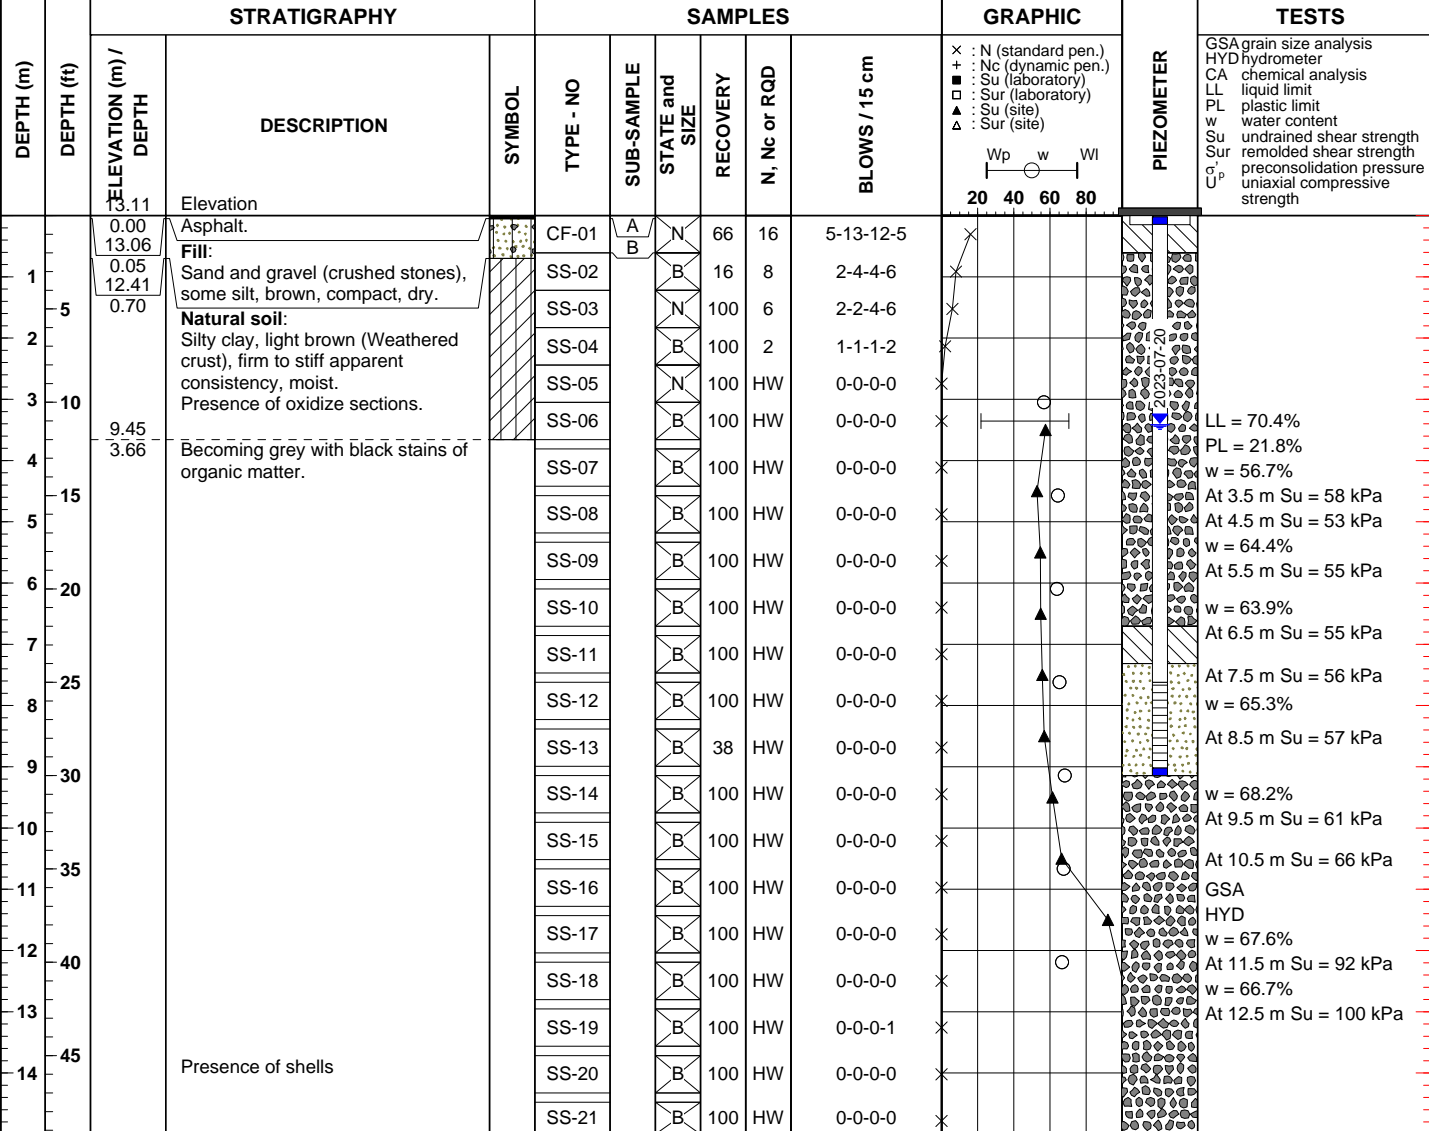 STRATIGRAPHY
SAMPLES
GRAPHIC
TESTS
DEPTH (m)
DEPTH (ft)
ELEVATION (m) /
DEPTH
DESCRIPTION
SYMBOL
TYPE - NO
SUB-SAMPLE
STATE and
SIZE
RECOVERY
N, Nc or RQD
BLOWS / 15 cm
× : N (standard pen.)
+ : Nc (dynamic pen.)
■ : Su (laboratory)
□ : Sur (laboratory)
▲ : Su (site)
△ : Sur (site)
Wp w Wl
20 40 60 80
PIEZOMETER
GSA grain size analysis
HYD hydrometer
CA chemical analysis
LL liquid limit
PL plastic limit
w water content
Su undrained shear strength
Sur remolded shear strength
σ'p preconsolidation pressure
U uniaxial compressive
strength
13.11 Elevation
0.00 Asphalt.
13.06
0.05
12.41
0.70
Fill:
Sand and gravel (crushed stones),
some silt, brown, compact, dry.
Natural soil:
Silty clay, light brown (Weathered
crust), firm to stiff apparent
consistency, moist.
Presence of oxidize sections.
9.45
3.66
Becoming grey with black stains of
organic matter.
Presence of shells
1
2
3
4
5
6
7
8
9
10
11
12
13
14
5
10
15
20
25
30
35
40
45
CF-01 A B N 66 16 5-13-12-5
SS-02 B 16 8 2-4-4-6
SS-03 N 100 6 2-2-4-6
SS-04 B 100 2 1-1-1-2
SS-05 N 100 HW 0-0-0-0
SS-06 B 100 HW 0-0-0-0
SS-07 B 100 HW 0-0-0-0
SS-08 B 100 HW 0-0-0-0
SS-09 B 100 HW 0-0-0-0
SS-10 B 100 HW 0-0-0-0
SS-11 B 100 HW 0-0-0-0
SS-12 B 100 HW 0-0-0-0
SS-13 B 38 HW 0-0-0-0
SS-14 B 100 HW 0-0-0-0
SS-15 B 100 HW 0-0-0-0
SS-16 B 100 HW 0-0-0-0
SS-17 B 100 HW 0-0-0-0
SS-18 B 100 HW 0-0-0-0
SS-19 B 100 HW 0-0-0-1
SS-20 B 100 HW 0-0-0-0
SS-21 B 100 HW 0-0-0-0
2023-07-20
LL = 70.4%
PL = 21.8%
w = 56.7%
At 3.5 m Su = 58 kPa
At 4.5 m Su = 53 kPa
w = 64.4%
At 5.5 m Su = 55 kPa
w = 63.9%
At 6.5 m Su = 55 kPa
At 7.5 m Su = 56 kPa
w = 65.3%
At 8.5 m Su = 57 kPa
w = 68.2%
At 9.5 m Su = 61 kPa
At 10.5 m Su = 66 kPa
GSA
HYD
w = 67.6%
At 11.5 m Su = 92 kPa
w = 66.7%
At 12.5 m Su = 100 kPa